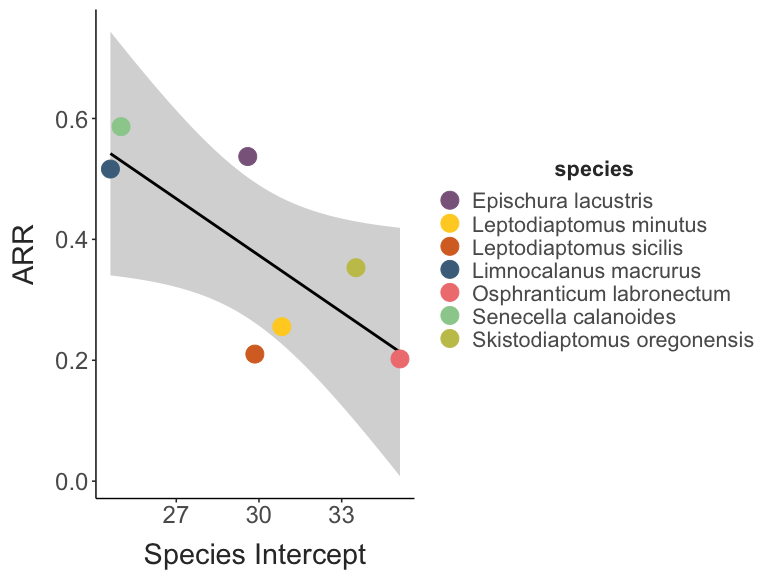 ARR
0.6
0.4
0.2
0.0
27 30 33
Species Intercept
species
Epischura lacustris
Leptodiaptomus minutus
Leptodiaptomus sicilis
Limnocalanus macrurus
Osphranticum labronectum
Senecella calanoides
Skistodiaptomus oregonensis